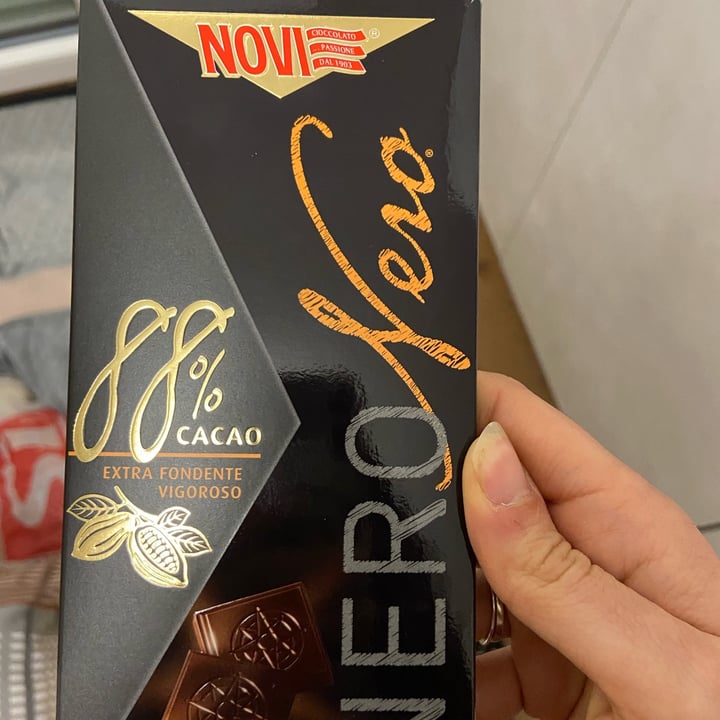 NOVI
CIOCCOLATO
PASSIONE
DAL 1903
®
Nero®
NERO
88%
CACAO
EXTRA FONDENTE
VIGOROSO